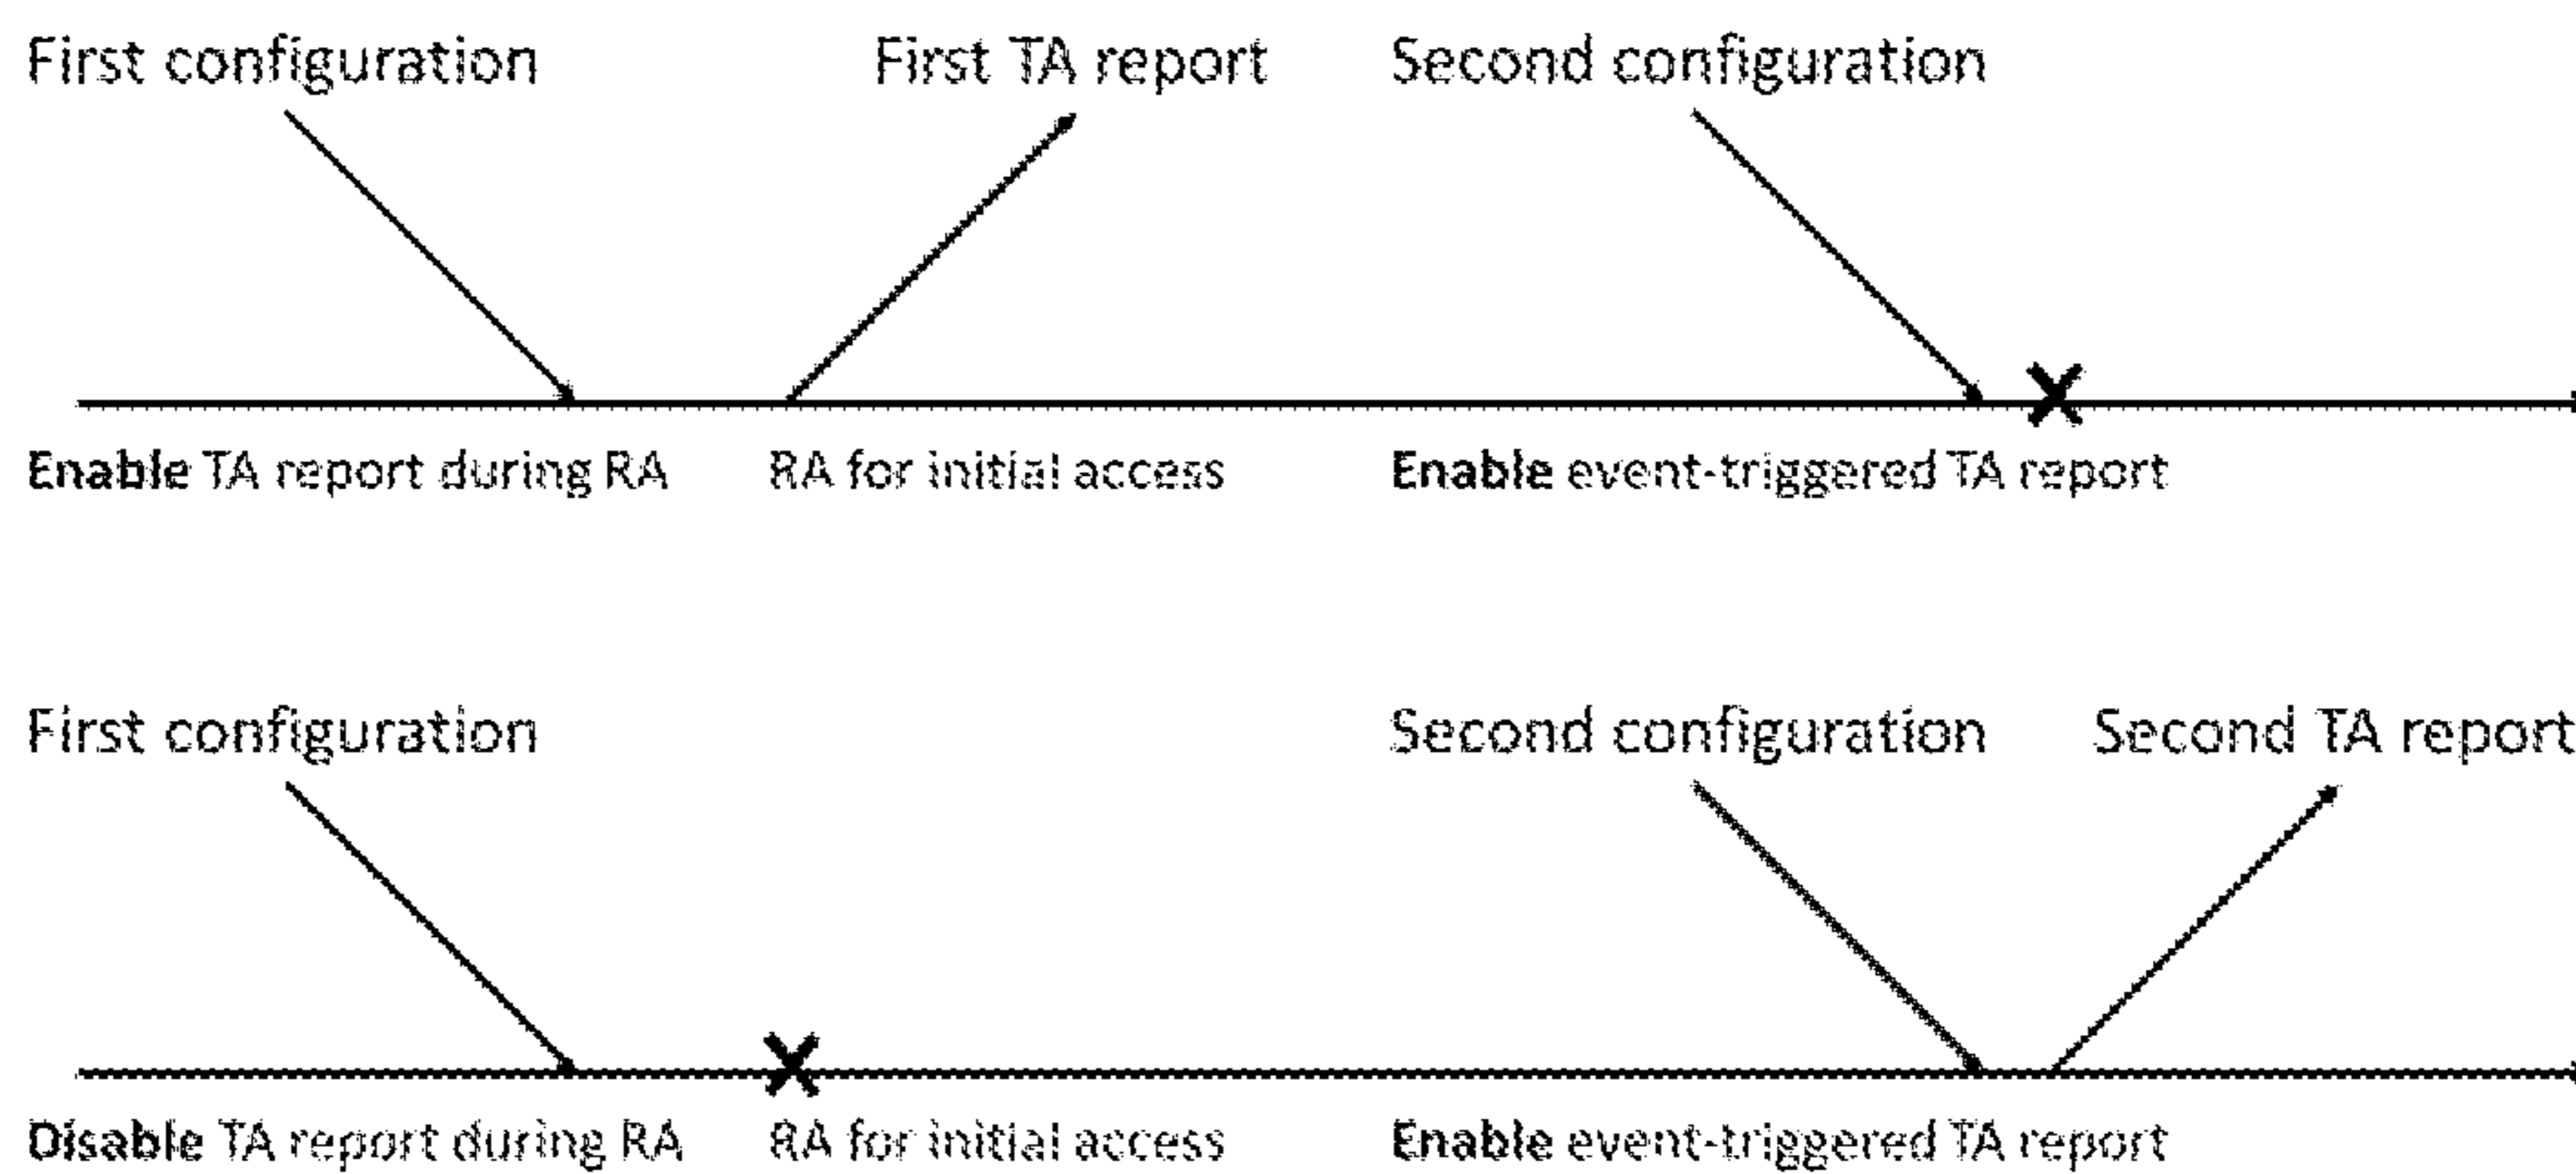 First configuration First TA report Second configuration
Enable TA report during RA RA for initial access Enable event-triggered TA report
First configuration Second configuration Second TA report
Disable TA report during RA RA for initial access Enable event-triggered TA report